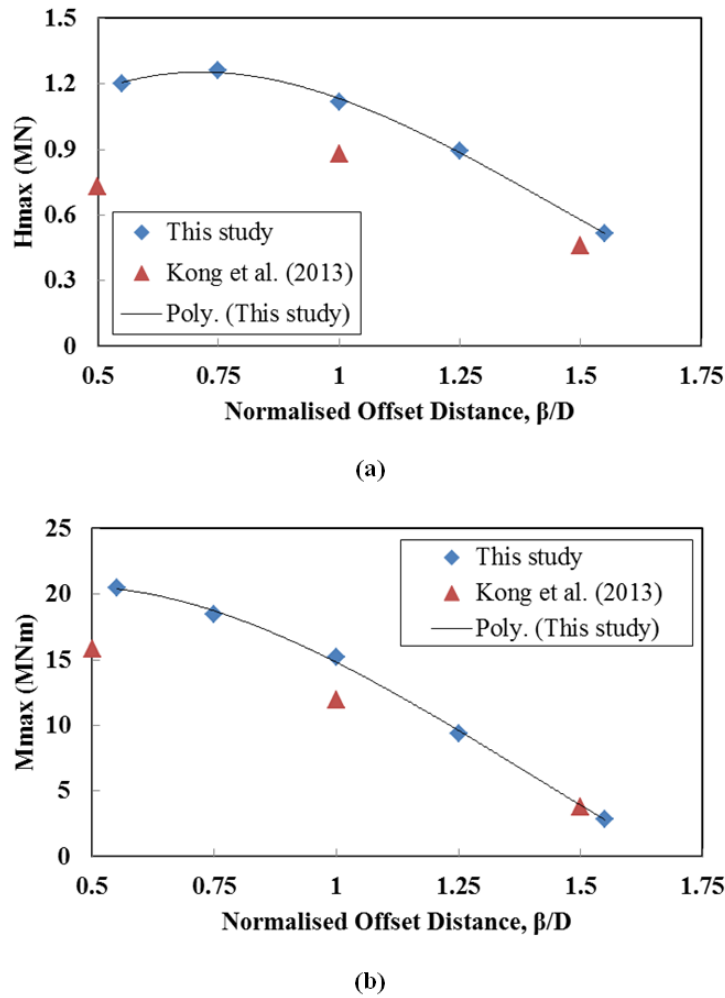 1.5
1.2
0.9
0.6
0.3
0
Hmax (MN)
This study
Kong et al. (2013)
Poly. (This study)
0.5 0.75 1 1.25 1.5 1.75
Normalised Offset Distance, β/D
(a)
25
20
15
10
5
0
Mmax (MNm)
This study
Kong et al. (2013)
Poly. (This study)
0.5 0.75 1 1.25 1.5 1.75
Normalised Offset Distance, β/D
(b)